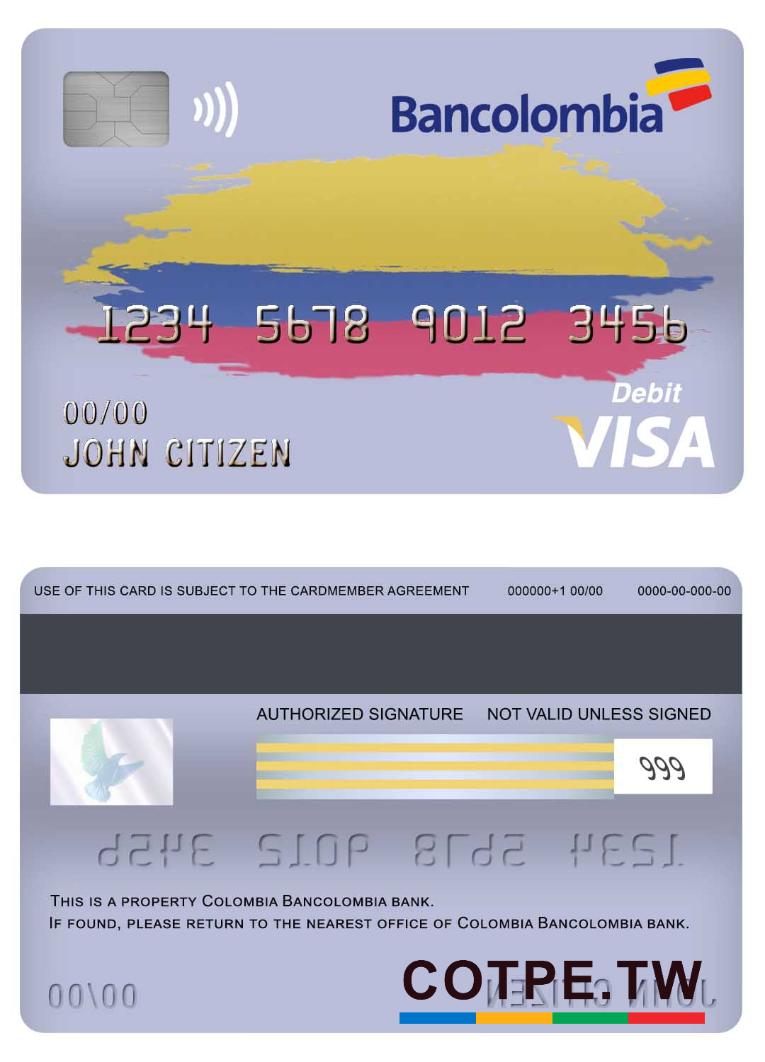 Bancolombia
1234 5678 9012 3456
Debit
00/00
VISA
JOHN CITIZEN
USE OF THIS CARD IS SUBJECT TO THE CARDMEMBER AGREEMENT 000000+1 00/00 0000-00-000-00
AUTHORIZED SIGNATURE NOT VALID UNLESS SIGNED
999
1234 5678 9012 3456
THIS IS A PROPERTY COLOMBIA BANCOLOMBIA BANK.
IF FOUND, PLEASE RETURN TO THE NEAREST OFFICE OF COLOMBIA BANCOLOMBIA BANK.
COTPE.TW
00/00 JOHN CITIZEN